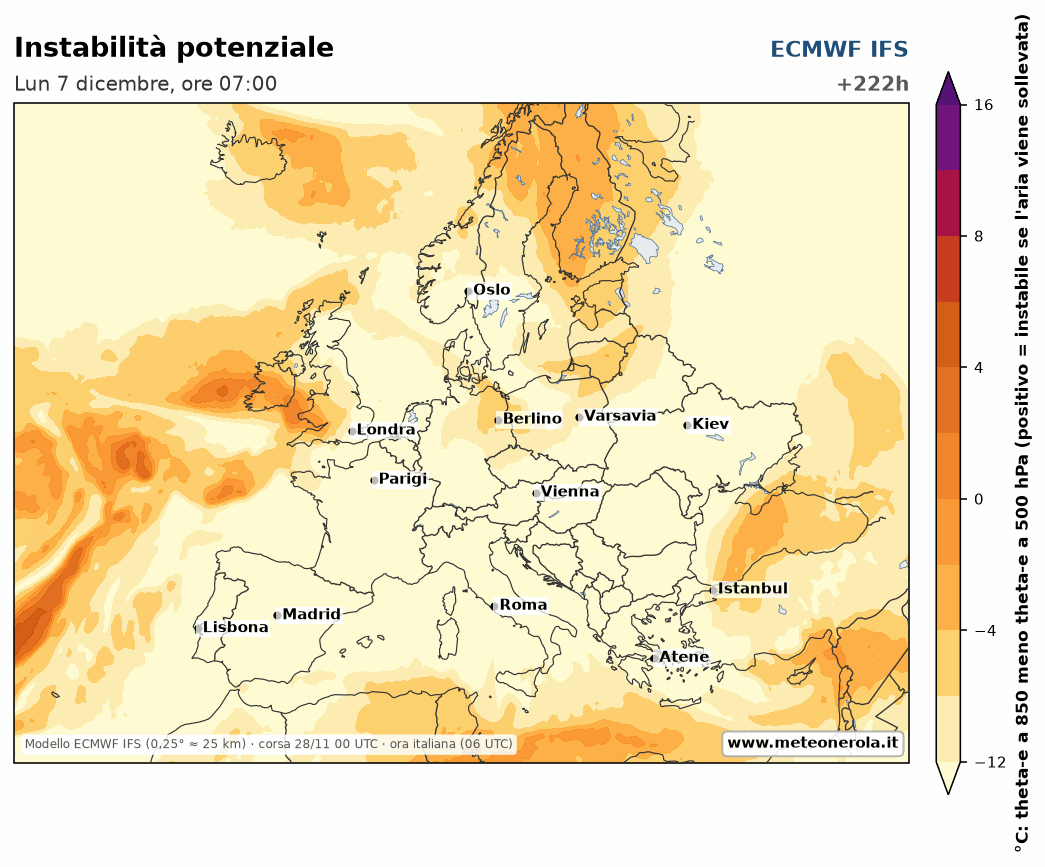 Instabilità potenziale
ECMWF IFS
Lun 7 dicembre, ore 07:00
+222h
16
8
4
0
−4
−12
°C: theta-e a 850 meno theta-e a 500 hPa (positivo = instabile se l'aria viene sollevata)
Oslo
Londra
Berlino
Varsavia
Kiev
Parigi
Vienna
Istanbul
Roma
Madrid
Lisbona
Atene
Modello ECMWF IFS (0,25° ≈ 25 km) · corsa 28/11 00 UTC · ora italiana (06 UTC)
www.meteonerola.it